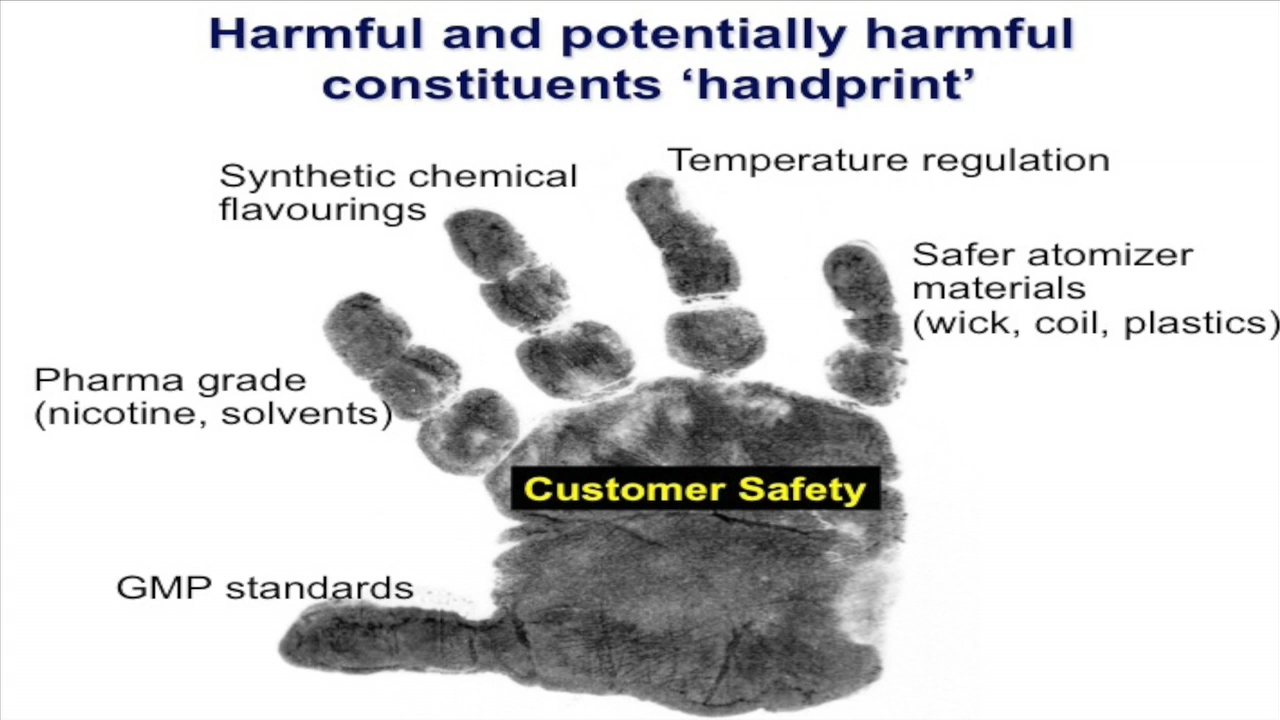 Harmful and potentially harmful
constituents ‘handprint’
Temperature regulation
Synthetic chemical
flavourings
Safer atomizer
materials
(wick, coil, plastics)
Pharma grade
(nicotine, solvents)
Customer Safety
GMP standards